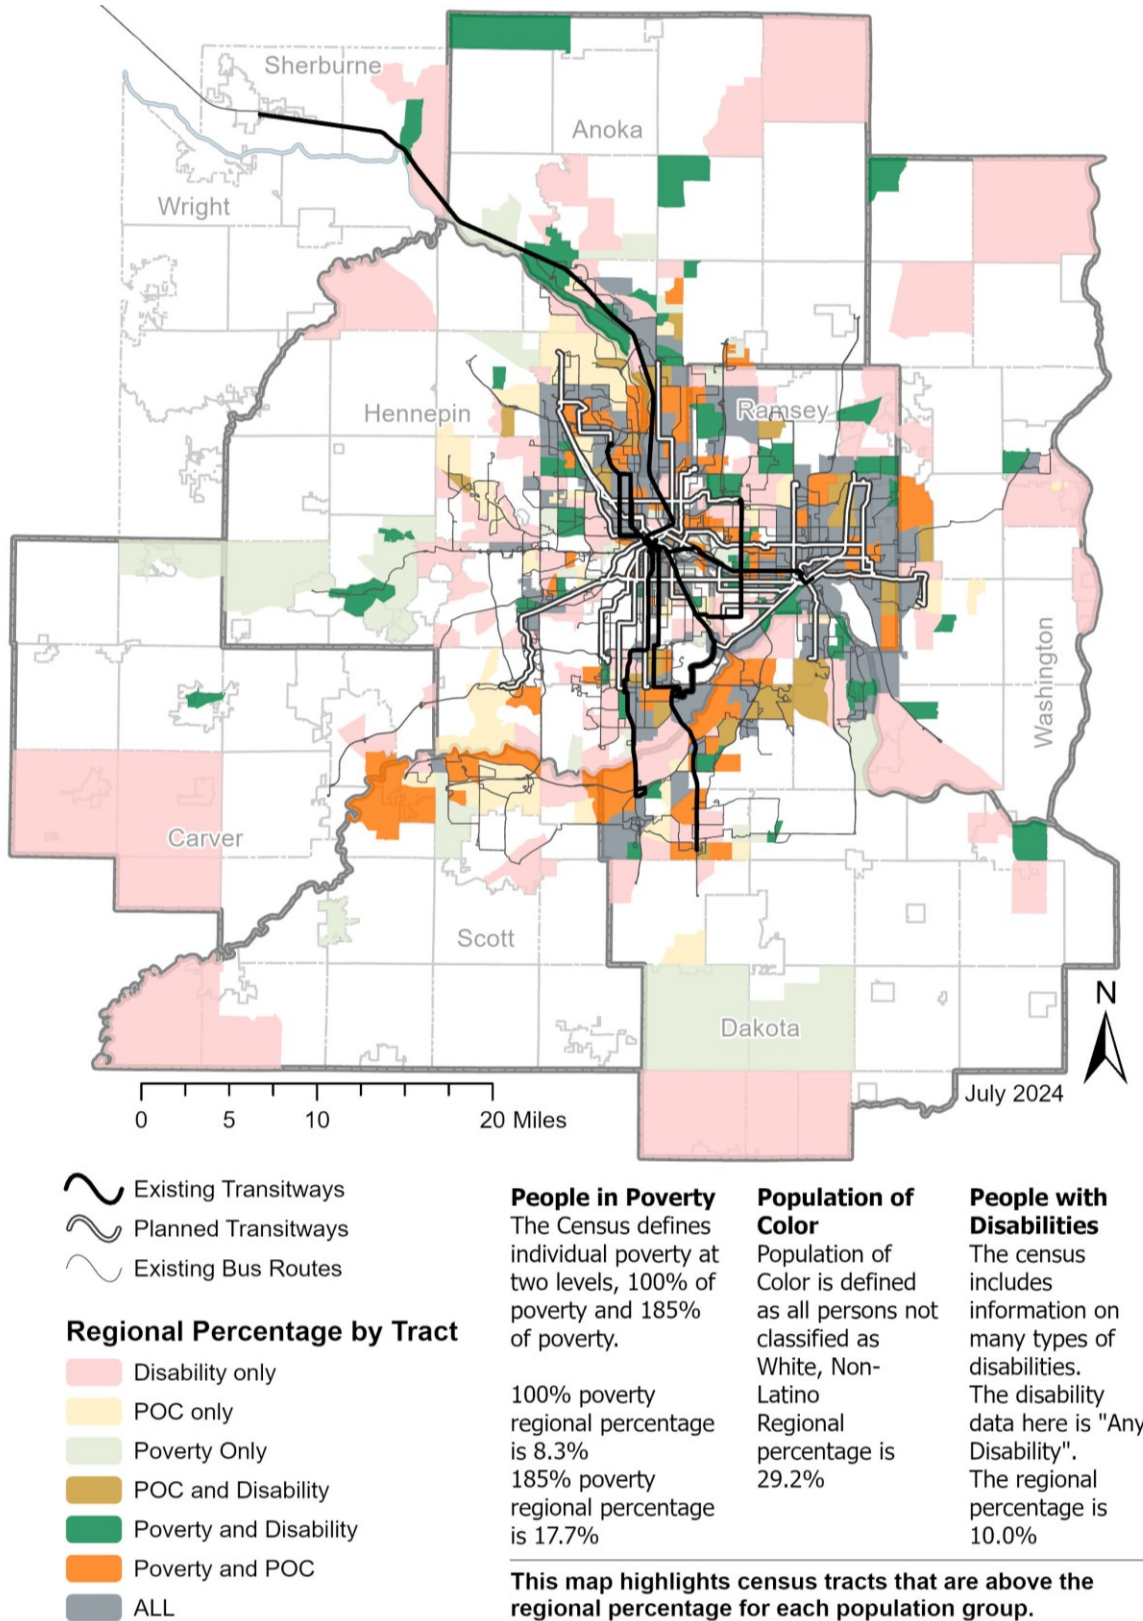 Sherburne
Anoka
Wright
Hennepin
Ramsey
Washington
Carver
Scott
Dakota
N
July 2024
0 5 10 20 Miles
Existing Transitways
Planned Transitways
Existing Bus Routes
Regional Percentage by Tract
Disability only
POC only
Poverty Only
POC and Disability
Poverty and Disability
Poverty and POC
ALL
People in Poverty
The Census defines
individual poverty at
two levels, 100% of
poverty and 185%
of poverty.
100% poverty
regional percentage
is 8.3%
185% poverty
regional percentage
is 17.7%
Population of
Color
Population of
Color is defined
as all persons not
classified as
White, Non-
Latino
Regional
percentage is
29.2%
People with
Disabilities
The census
includes
information on
many types of
disabilities.
The disability
data here is "Any
Disability".
The regional
percentage is
10.0%
This map highlights census tracts that are above the
regional percentage for each population group.